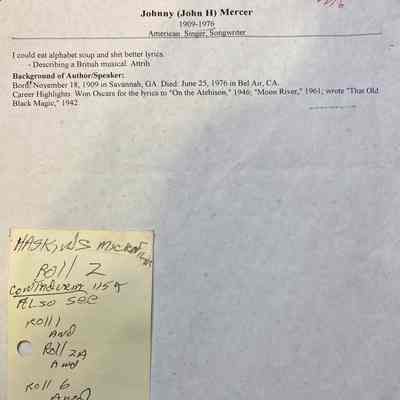 Johnny (John H) Mercer
1909-1976
American Singer, Songwriter
I could eat alphabet soup and shit better lyrics.
- Describing a British musical. Attrib
Background of Author/Speaker:
Born: November 18, 1909 in Savannah, GA Died: June 25, 1976 in Bel Air, CA.
Career Highlights: Won Oscars for the lyrics to "On the Atchison," 1946; "Moon River," 1961; wrote "That Old
Black Magic," 1942
Roll 2
115
Also see
Roll 1
And
Roll 2A
And
Roll 6
And